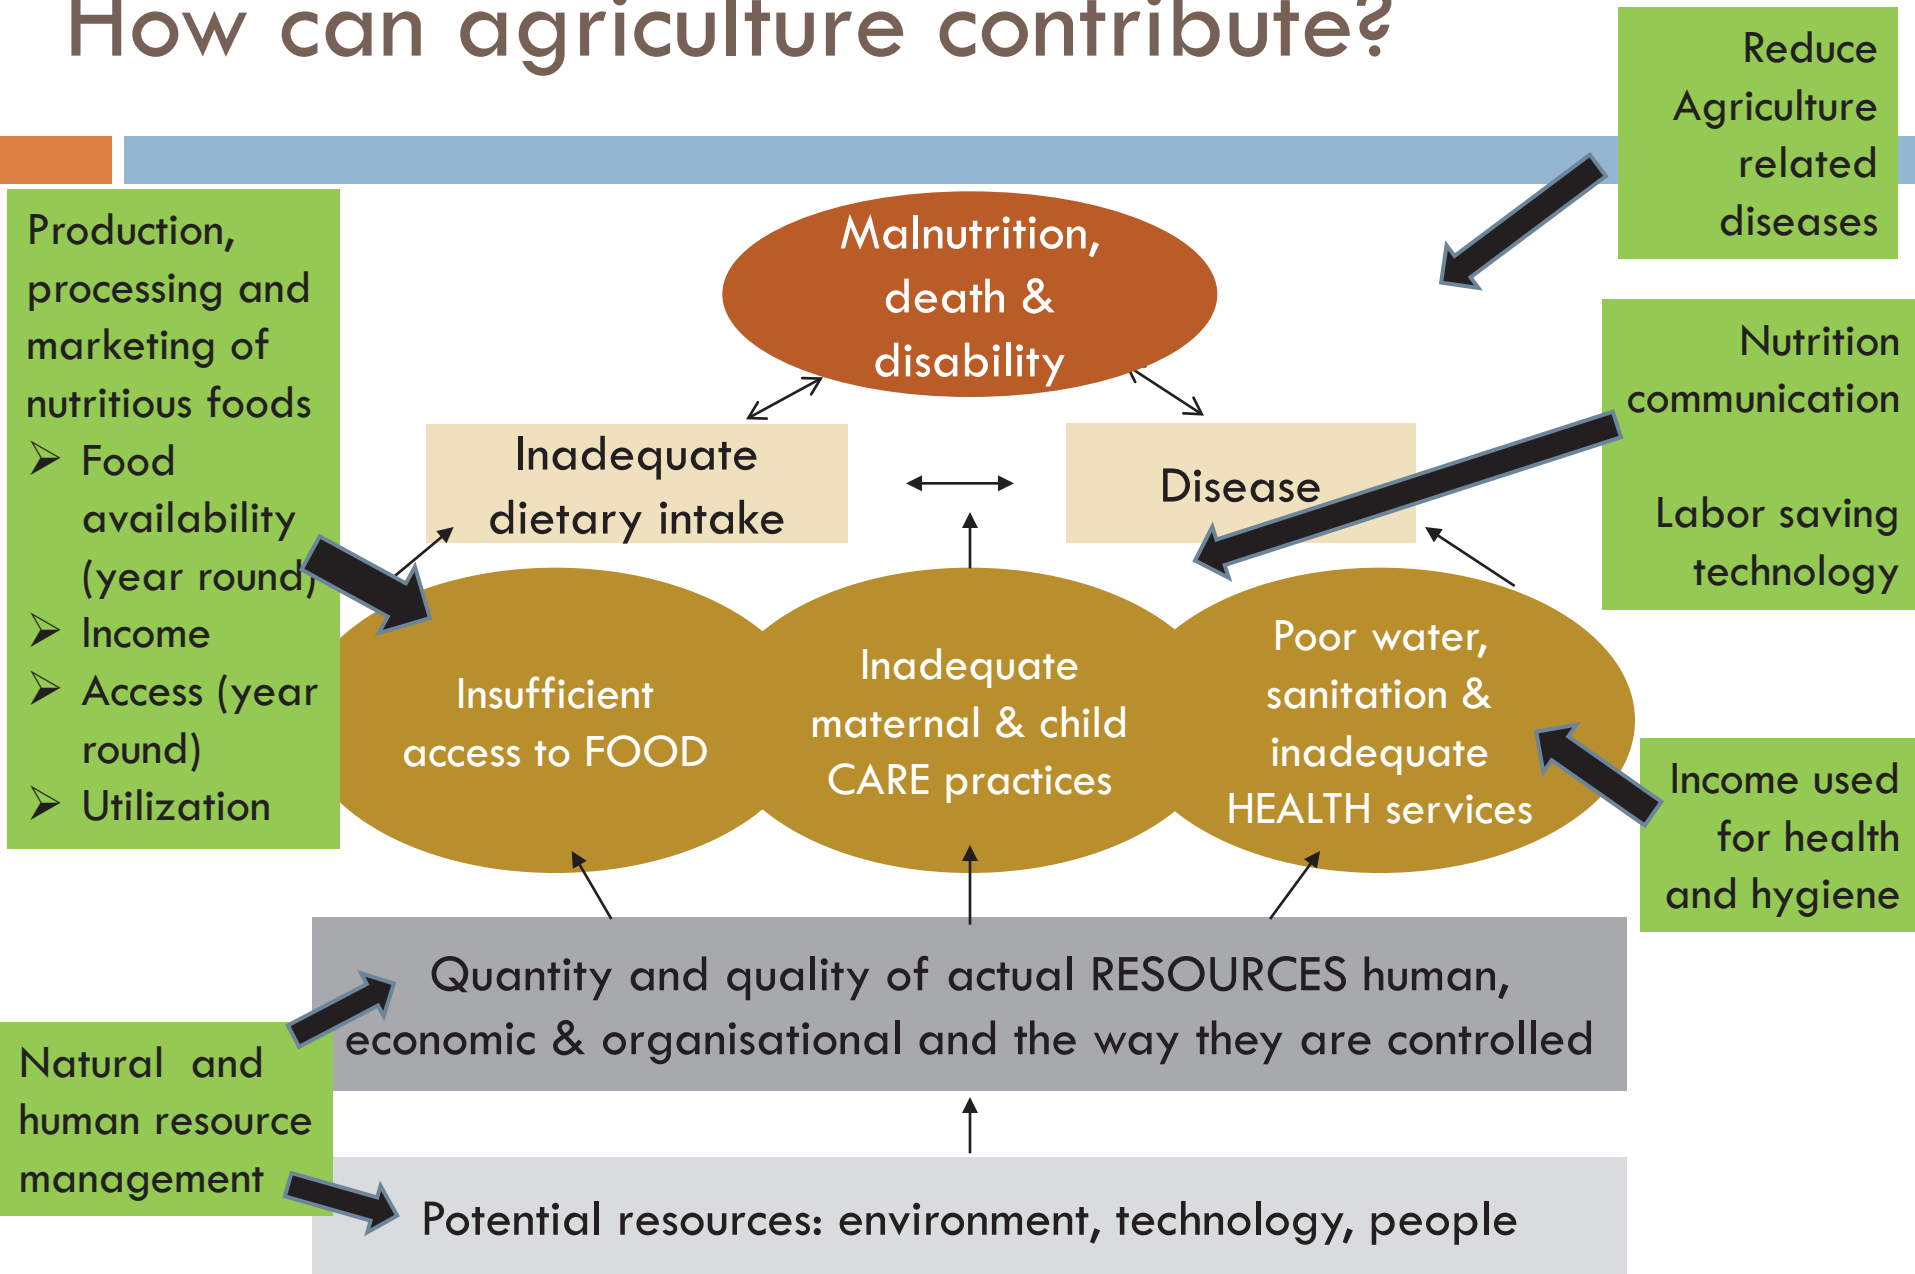 How can agriculture contribute?
Reduce
Agriculture
related
diseases
Production,
processing and
marketing of
nutritious foods
➢ Food
availability
(year round)
➢ Income
➢ Access (year
round)
➢ Utilization
Malnutrition,
death &
disability
Nutrition
communication
Labor saving
technology
Inadequate
dietary intake
Disease
Insufficient
access to FOOD
Inadequate
maternal & child
CARE practices
Poor water,
sanitation &
inadequate
HEALTH services
Income used
for health
and hygiene
Quantity and quality of actual RESOURCES human,
economic & organisational and the way they are controlled
Natural  and
human resource
management
Potential resources: environment, technology, people